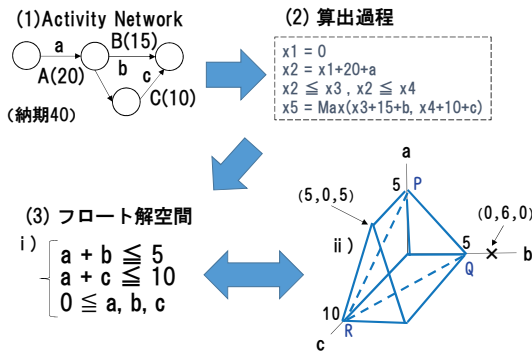 (1)Activity Network
a
B(15)
A(20)
b
c
C(10)
(納期40)
(2) 算出過程
x1 = 0
x2 = x1+20+a
x2 ≦ x3 , x2 ≦ x4
x5 = Max(x3+15+b, x4+10+c)
(3) フロート解空間
i)
a + b ≦ 5
a + c ≦ 10
0 ≦ a, b, c
ii)
a
5
P
(5,0,5)
(0,6,0)
5
×
b
Q
10
R
c